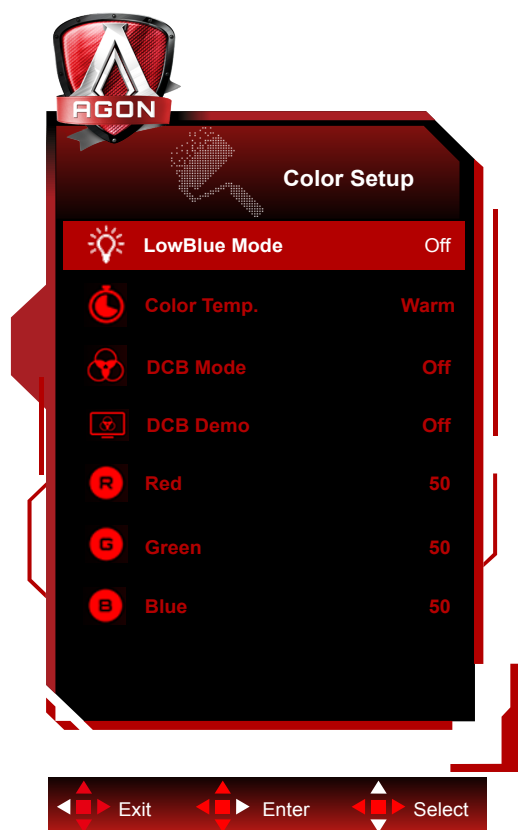 AGON
Color Setup
LowBlue Mode Off
Color Temp. Warm
DCB Mode Off
DCB Demo Off
R Red 50
G Green 50
B Blue 50
Exit Enter Select